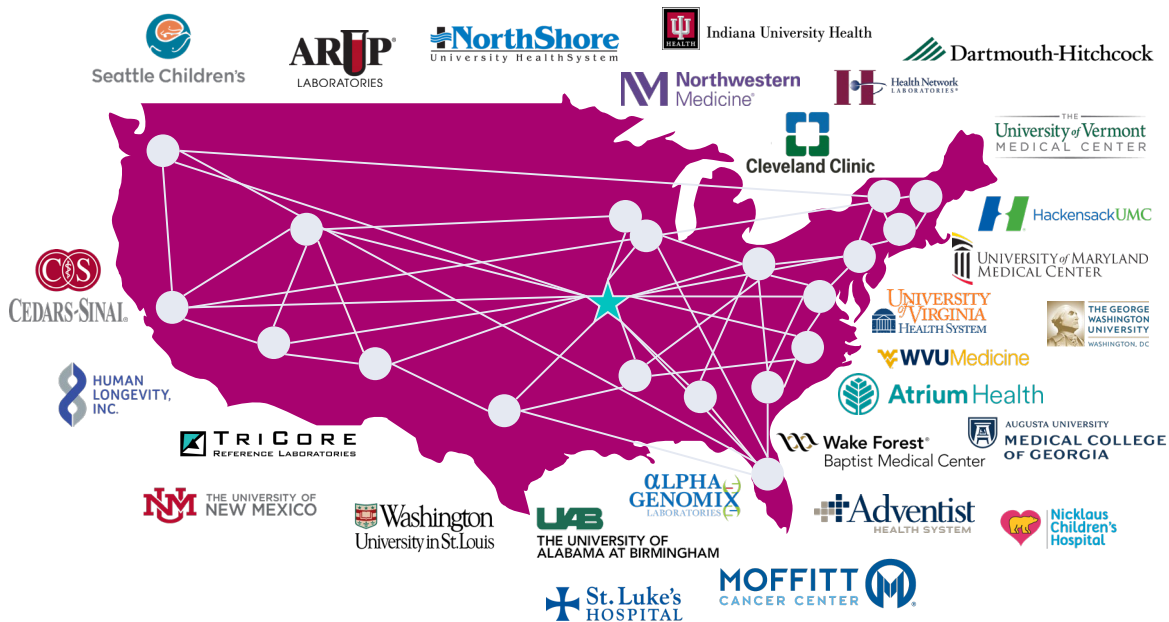 Seattle Children's
ARUP®
LABORATORIES
NorthShore
University HealthSystem
HEALTH
Indiana University Health
Dartmouth-Hitchcock
Northwestern
Medicine®
Health Network
LABORATORIES®
Cleveland Clinic
THE
University of Vermont
MEDICAL CENTER
HackensackUMC
UNIVERSITY of MARYLAND
MEDICAL CENTER
CS
CEDARS-SINAI®
UNIVERSITY
of VIRGINIA
HEALTH SYSTEM
THE GEORGE
WASHINGTON
UNIVERSITY
WASHINGTON, DC
WVUMedicine
HUMAN
LONGEVITY,
INC.
Atrium Health
TRICORE
REFERENCE LABORATORIES
AUGUSTA UNIVERSITY
MEDICAL COLLEGE
OF GEORGIA
Wake Forest®
Baptist Medical Center
αLPHA
GENOMIX
LABORATORIES
NM
THE UNIVERSITY OF
NEW MEXICO
Washington
University in St. Louis
UAB
THE UNIVERSITY OF
ALABAMA AT BIRMINGHAM
Adventist
HEALTH SYSTEM
Nicklaus
Children's
Hospital
St. Luke's
HOSPITAL
MOFFITT
CANCER CENTER
M®